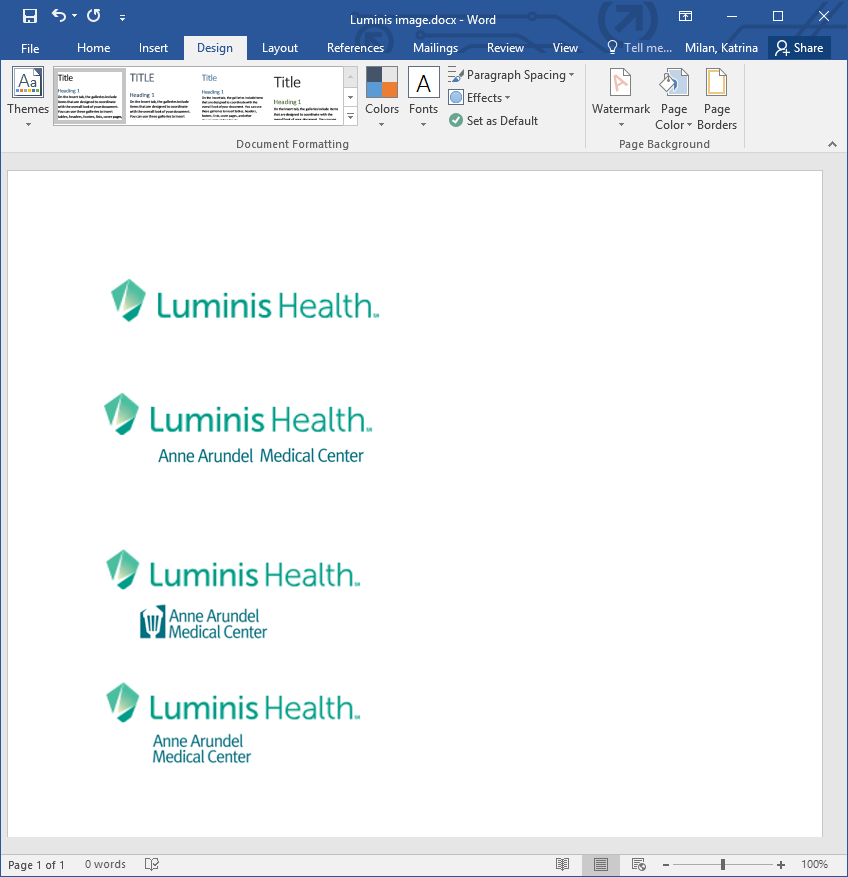 Luminis image.docx - Word
File Home Insert Design Layout References Mailings Review View Tell me... Milan, Katrina Share
Title TITLE Title Title
Heading 1 Heading 1 Heading 1 Heading 1
Aa
A
A
Themes
Colors
Fonts
Paragraph Spacing
Effects
Set as Default
Watermark
Page Color
Page Borders
Document Formatting
Page Background
Luminis Health
Luminis Health
Anne Arundel Medical Center
Luminis Health
Anne Arundel
Medical Center
Luminis Health
Anne Arundel
Medical Center
Page 1 of 1 0 words 100%